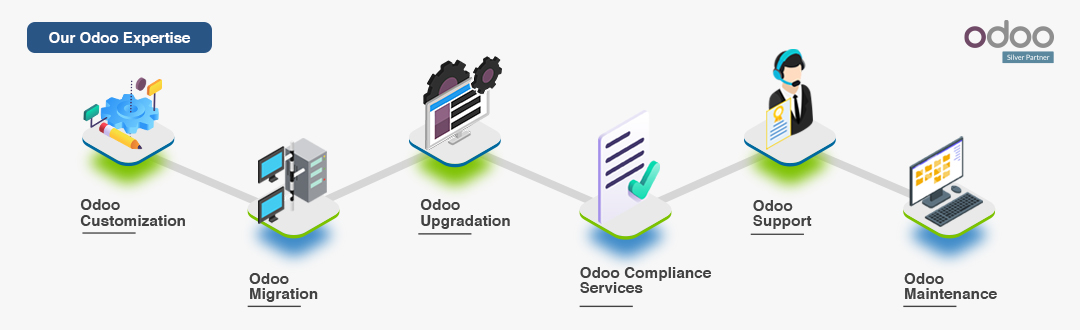 Our Odoo Expertise
odoo
Silver Partner
Odoo
Customization
Odoo
Migration
Odoo
Upgradation
Odoo Compliance
Services
Odoo
Support
Odoo
Maintenance